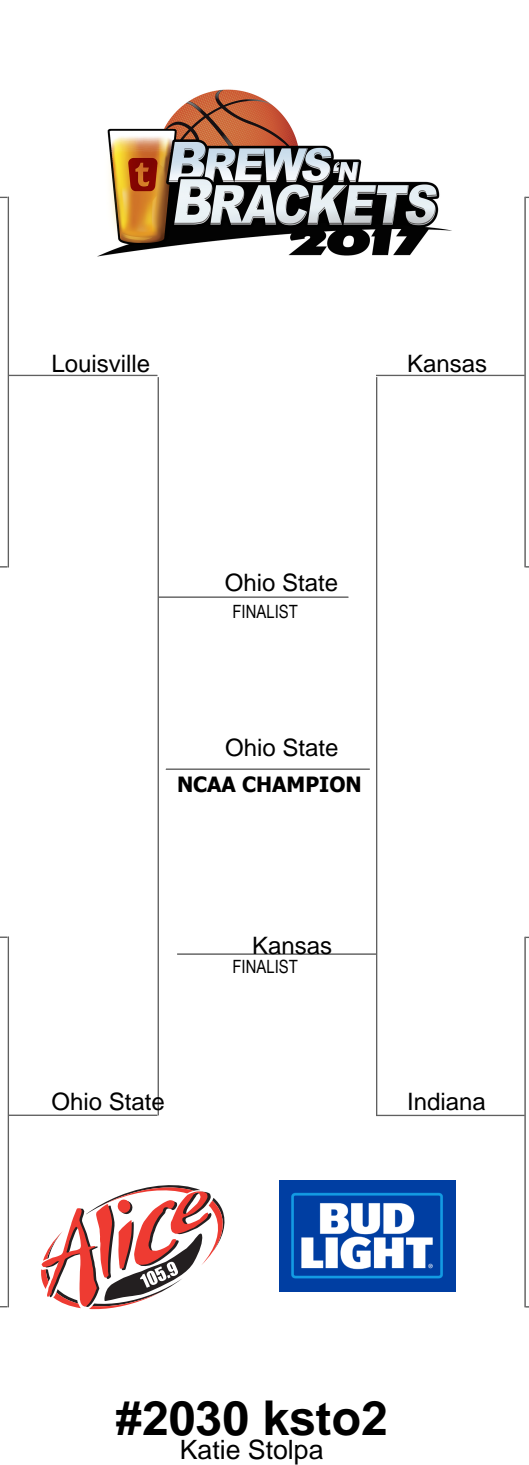 t
BREWS 'N
BRACKETS
2017
Louisville
Kansas
Ohio State
FINALIST
Ohio State
NCAA CHAMPION
Kansas
FINALIST
Ohio State
Indiana
Alice
105.9
BUD
LIGHT
#2030 ksto2
Katie Stolpa